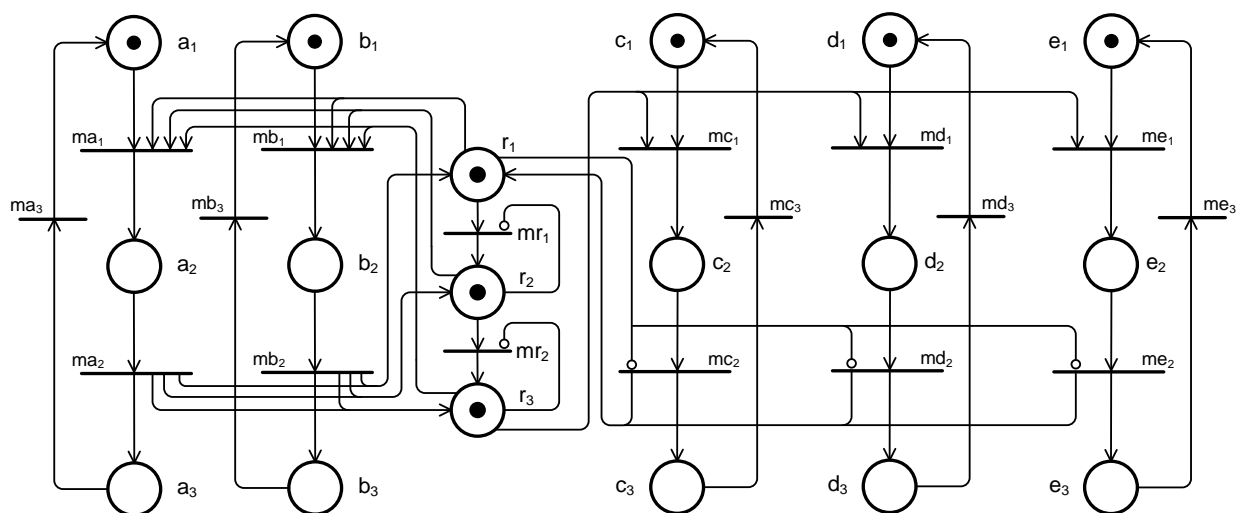 a1 b1 c1 d1 e1
ma1 mb1 r1 mc1 md1 me1
ma3 mb3 mr1 mc3 md3 me3
a2 b2 r2 c2 d2 e2
ma2 mb2 mr2 mc2 md2 me2
r3
a3 b3 c3 d3 e3